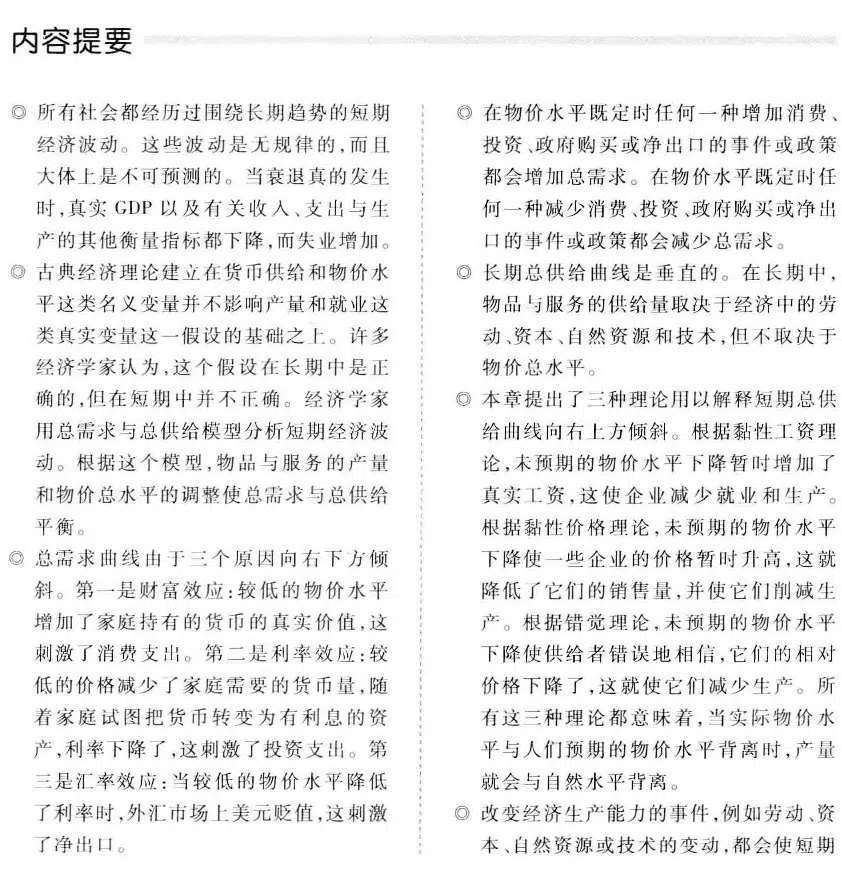 内容提要
◎ 所有社会都经历过围绕长期趋势的短期
经济波动。这些波动是无规律的,而且
大体上是不可预测的。当衰退真的发生
时,真实 GDP 以及有关收入、支出与生
产的其他衡量指标都下降,而失业增加。
◎ 古典经济理论建立在货币供给和物价水
平这类名义变量并不影响产量和就业这
类真实变量这一假设的基础之上。许多
经济学家认为,这个假设在长期中是正
确的,但在短期中并不正确。经济学家
用总需求与总供给模型分析短期经济波
动。根据这个模型,物品与服务的产量
和物价总水平的调整使总需求与总供给
平衡。
◎ 总需求曲线由于三个原因向右下方倾
斜。第一是财富效应:较低的物价水平
增加了家庭持有的货币的真实价值,这
刺激了消费支出。第二是利率效应:较
低的价格减少了家庭需要的货币量,随
着家庭试图把货币转变为有利息的资
产,利率下降了,这刺激了投资支出。第
三是汇率效应:当较低的物价水平降低
了利率时,外汇市场上美元贬值,这刺激
了净出口。
◎ 在物价水平既定时任何一种增加消费、
投资、政府购买或净出口的事件或政策
都会增加总需求。在物价水平既定时任
何一种减少消费、投资、政府购买或净出
口的事件或政策都会减少总需求。
◎ 长期总供给曲线是垂直的。在长期中,
物品与服务的供给量取决于经济中的劳
动、资本、自然资源和技术,但不取决于
物价总水平。
◎ 本章提出了三种理论用以解释短期总供
给曲线向右上方倾斜。根据黏性工资理
论,未预期的物价水平下降暂时增加了
真实工资,这使企业减少就业和生产。
根据黏性价格理论,未预期的物价水平
下降使一些企业的价格暂时升高,这就
降低了它们的销售量,并使它们削减生
产。根据错觉理论,未预期的物价水平
下降使供给者错误地相信,它们的相对
价格下降了,这就使它们减少生产。所
有这三种理论都意味着,当实际物价水
平与人们预期的物价水平背离时,产量
就会与自然水平背离。
◎ 改变经济生产能力的事件,例如劳动、资
本、自然资源或技术的变动,都会使短期